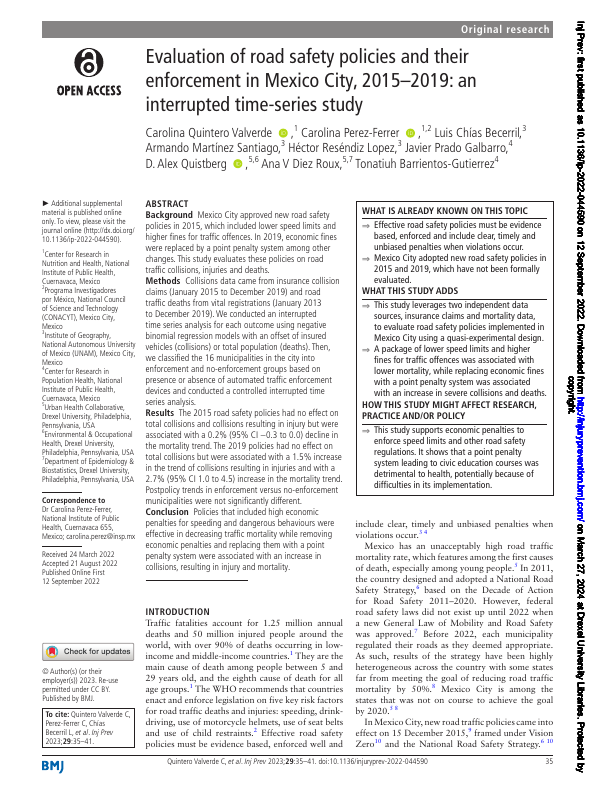 Original research
OPEN ACCESS
Evaluation of road safety policies and their
enforcement in Mexico City, 2015–2019: an
interrupted time-series study
Carolina Quintero Valverde ,1 Carolina Perez-Ferrer ,1,2 Luis Chías Becerril,3
Armando Martínez Santiago,3 Héctor Reséndiz Lopez,3 Javier Prado Galbarro,4
D. Alex Quistberg ,5,6 Ana V Diez Roux,5,7 Tonatiuh Barrientos-Gutierrez4
► Additional supplemental
material is published online
only. To view, please visit the
journal online (http://dx.doi.org/
10.1136/ip-2022-044590).
1Center for Research in
Nutrition and Health, National
Institute of Public Health,
Cuernavaca, Mexico
2Programa Investigadores
por México, National Council
of Science and Technology
(CONACYT), Mexico City,
Mexico
3Institute of Geography,
National Autonomous University
of Mexico (UNAM), Mexico City,
Mexico
4Center for Research in
Population Health, National
Institute of Public Health,
Cuernavaca, Mexico
5Urban Health Collaborative,
Drexel University, Philadelphia,
Pennsylvania, USA
6Environmental & Occupational
Health, Drexel University,
Philadelphia, Pennsylvania, USA
7Department of Epidemiology &
Biostatistics, Drexel University,
Philadelphia, Pennsylvania, USA
Correspondence to
Dr Carolina Perez-Ferrer,
National Institute of Public
Health, Cuernavaca 655,
Mexico; carolina.perez@insp.mx
Received 24 March 2022
Accepted 21 August 2022
Published Online First
12 September 2022
Check for updates
© Author(s) (or their
employer(s)) 2023. Re-use
permitted under CC BY.
Published by BMJ.
To cite: Quintero Valverde C,
Perez-Ferrer C, Chias
Becerril L, et al. Inj Prev
2023;29:35–41.
ABSTRACT
Background Mexico City approved new road safety
policies in 2015, which included lower speed limits and
higher fines for traffic offences. In 2019, economic fines
were replaced by a point penalty system among other
changes. This study evaluates these policies on road
traffic collisions, injuries and deaths.
Methods Collisions data came from insurance collision
claims (January 2015 to December 2019) and road
traffic deaths from vital registrations (January 2013
to December 2019). We conducted an interrupted
time series analysis for each outcome using negative
binomial regression models with an offset of insured
vehicles (collisions) or total population (deaths). Then,
we classified the 16 municipalities in the city into
enforcement and no-enforcement groups based on
presence or absence of automated traffic enforcement
devices and conducted a controlled interrupted time
series analysis.
Results The 2015 road safety policies had no effect on
total collisions and collisions resulting in injury but were
associated with a 0.2% (95% CI −0.3 to 0.0) decline in
the mortality trend. The 2019 policies had no effect on
total collisions but were associated with a 1.5% increase
in the trend of collisions resulting in injuries and with a
2.7% (95% CI 1.0 to 4.5) increase in the mortality trend.
Postpolicy trends in enforcement versus no-enforcement
municipalities were not significantly different.
Conclusion Policies that included high economic
penalties for speeding and dangerous behaviours were
effective in decreasing traffic mortality while removing
economic penalties and replacing them with a point
penalty system were associated with an increase in
collisions, resulting in injury and mortality.
INTRODUCTION
Traffic fatalities account for 1.25 million annual
deaths and 50 million injured people around the
world, with over 90% of deaths occurring in low-
income and middle-income countries.1 They are the
main cause of death among people between 5 and
29 years old, and the eighth cause of death for all
age groups.1 The WHO recommends that countries
enact and enforce legislation on five key risk factors
for road traffic deaths and injuries: speeding, drink-
driving, use of motorcycle helmets, use of seat belts
and use of child restraints.2 Effective road safety
policies must be evidence based, enforced well and
WHAT IS ALREADY KNOWN ON THIS TOPIC
⇒ Effective road safety policies must be evidence
based, enforced and include clear, timely and
unbiased penalties when violations occur.
⇒ Mexico City adopted new road safety policies in
2015 and 2019, which have not been formally
evaluated.
WHAT THIS STUDY ADDS
⇒ This study leverages two independent data
sources, insurance claims and mortality data,
to evaluate road safety policies implemented in
Mexico City using a quasi-experimental design.
⇒ A package of lower speed limits and higher
fines for traffic offences was associated with
lower mortality, while replacing economic fines
with a point penalty system was associated
with an increase in severe collisions and deaths.
HOW THIS STUDY MIGHT AFFECT RESEARCH,
PRACTICE AND/OR POLICY
⇒ This study supports economic penalties to
enforce speed limits and other road safety
regulations. It shows that a point penalty
system leading to civic education courses was
detrimental to health, potentially because of
difficulties in its implementation.
include clear, timely and unbiased penalties when
violations occur.3 4
Mexico has an unacceptably high road traffic
mortality rate, which features among the first causes
of death, especially among young people.5 In 2011,
the country designed and adopted a National Road
Safety Strategy,6 based on the Decade of Action
for Road Safety 2011–2020. However, federal
road safety laws did not exist up until 2022 when
a new General Law of Mobility and Road Safety
was approved.7 Before 2022, each municipality
regulated their roads as they deemed appropriate.
As such, results of the strategy have been highly
heterogeneous across the country with some states
far from meeting the goal of reducing road traffic
mortality by 50%.8 Mexico City is among the
states that was not on course to achieve the goal
by 2020.3 8
In Mexico City, new road traffic policies came into
effect on 15 December 2015,9 framed under Vision
Zero10 and the National Road Safety Strategy.6 10
BMJ
Quintero Valverde C, et al. Inj Prev 2023;29:35–41. doi:10.1136/injuryprev-2022-044590
35
Inj Prev: first published as 10.1136/ip-2022-044590 on 12 September 2022. Downloaded from http://injuryprevention.bmj.com/ on March 27, 2024 at Drexel University Libraries. Protected by
copyright.